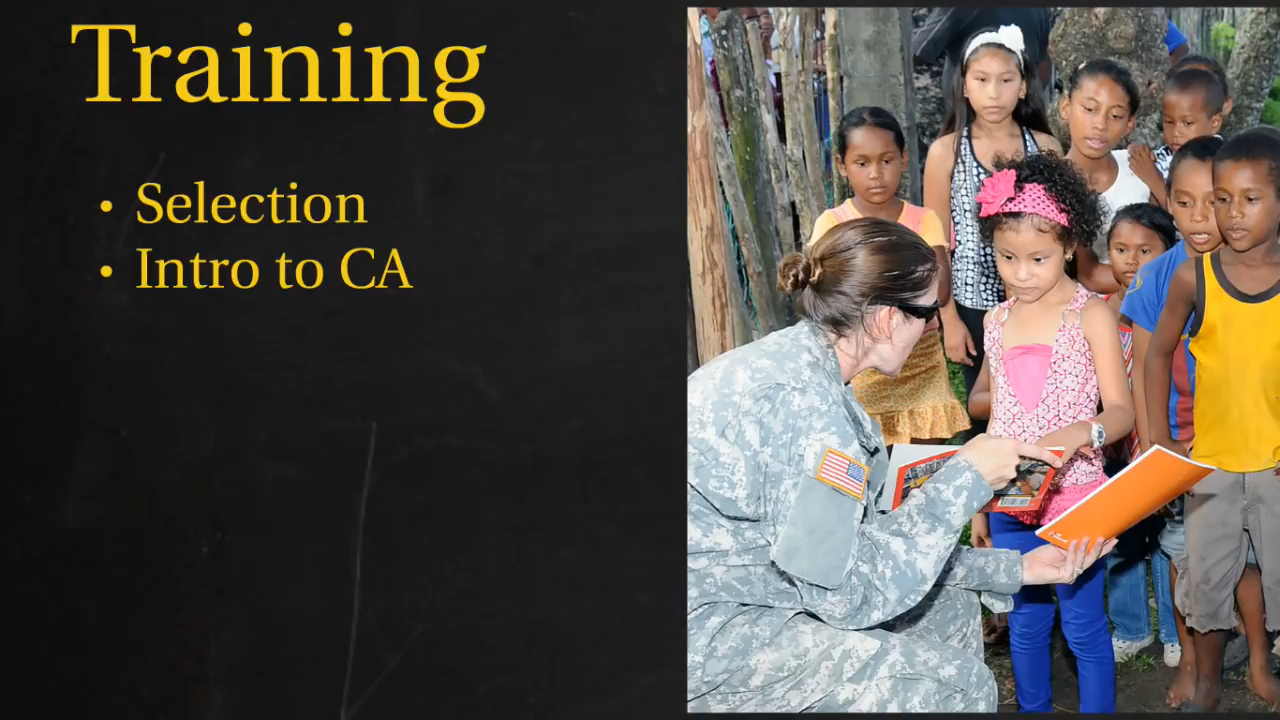 Training
• Selection
• Intro to CA